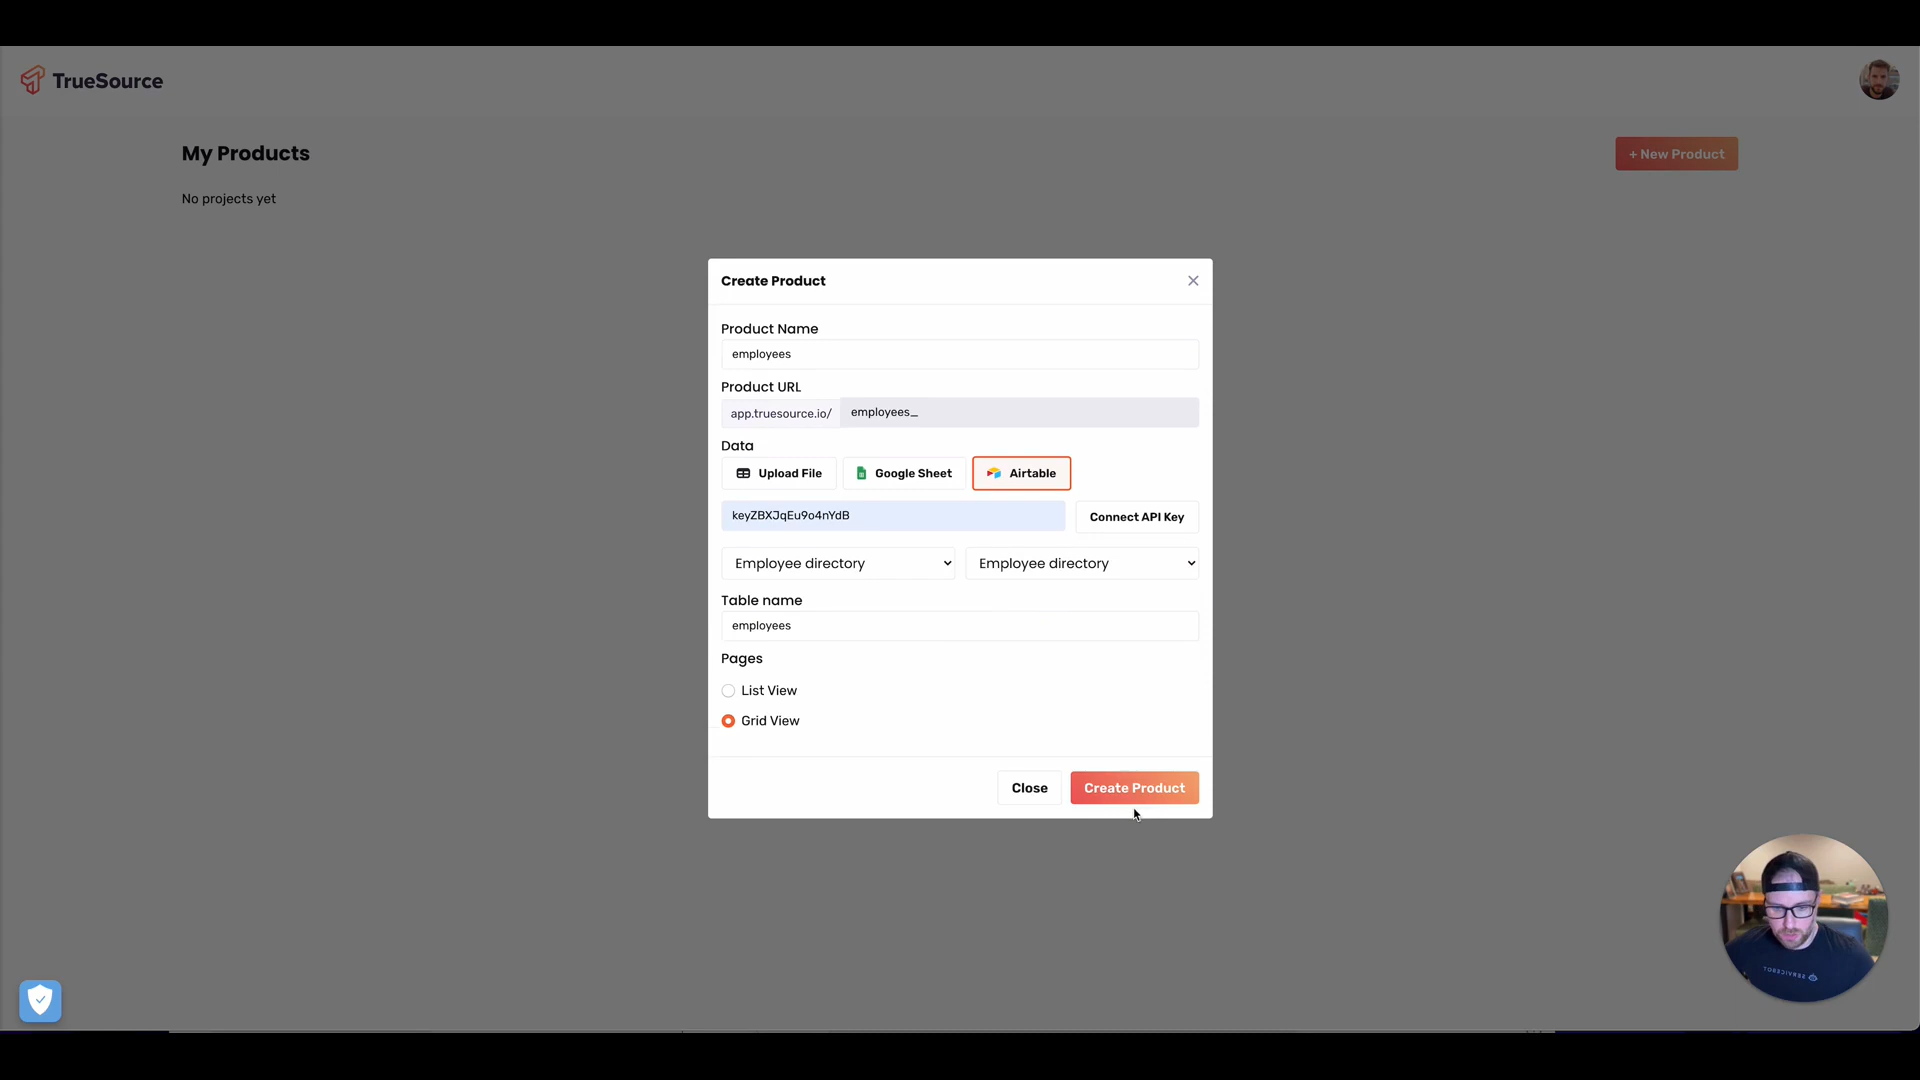 TrueSource
My Products
+ New Product
No projects yet
Create Product
Product Name
employees
Product URL
app.truesource.io/ employees_
Data
Upload File Google Sheet Airtable
keyZBXJqEu9o4nYdB Connect API Key
Employee directory Employee directory
Table name
employees
Pages
List View
Grid View
Close Create Product
SERVICEBOT